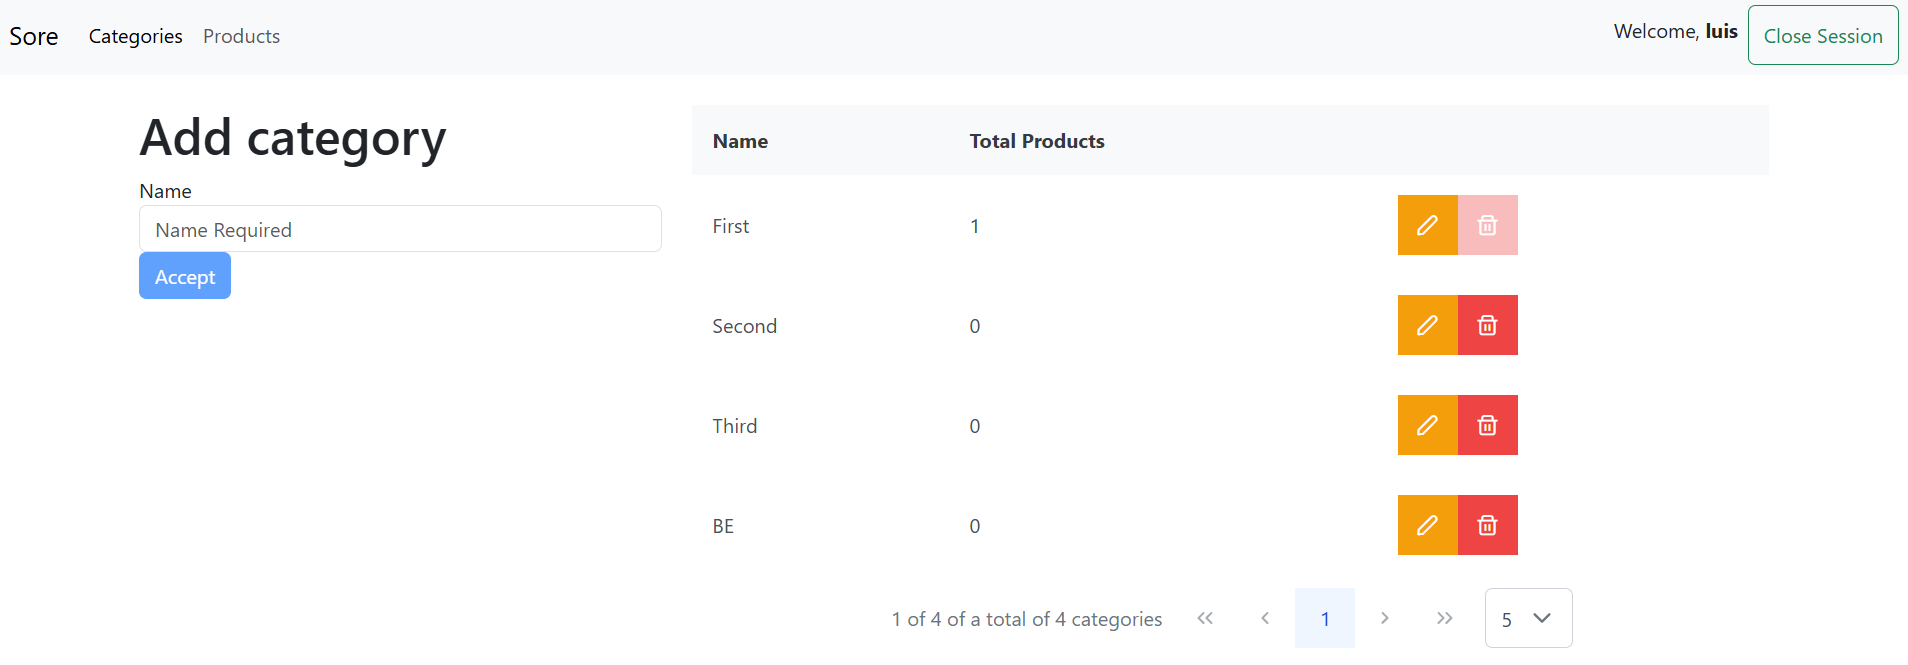 Sore Categories Products Welcome, luis Close Session
Add category
Name
Name Required
Accept
Name Total Products
First 1
Second 0
Third 0
BE 0
1 of 4 of a total of 4 categories « ‹ 1 › » 5